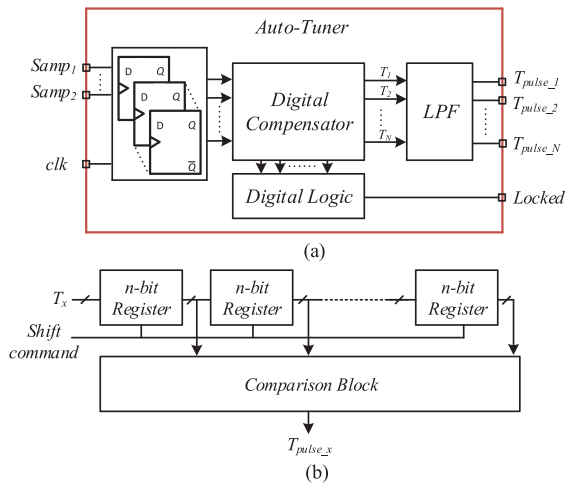 Auto-Tuner
Samp1
Samp2
clk
D Q
D Q
D Q
Q
Digital Compensator
T1
T2
TN
LPF
Tpulse_1
Tpulse_2
Tpulse_N
Digital Logic
Locked
(a)
Tx
n-bit Register
n-bit Register
n-bit Register
Shift command
Comparison Block
Tpulse_x
(b)